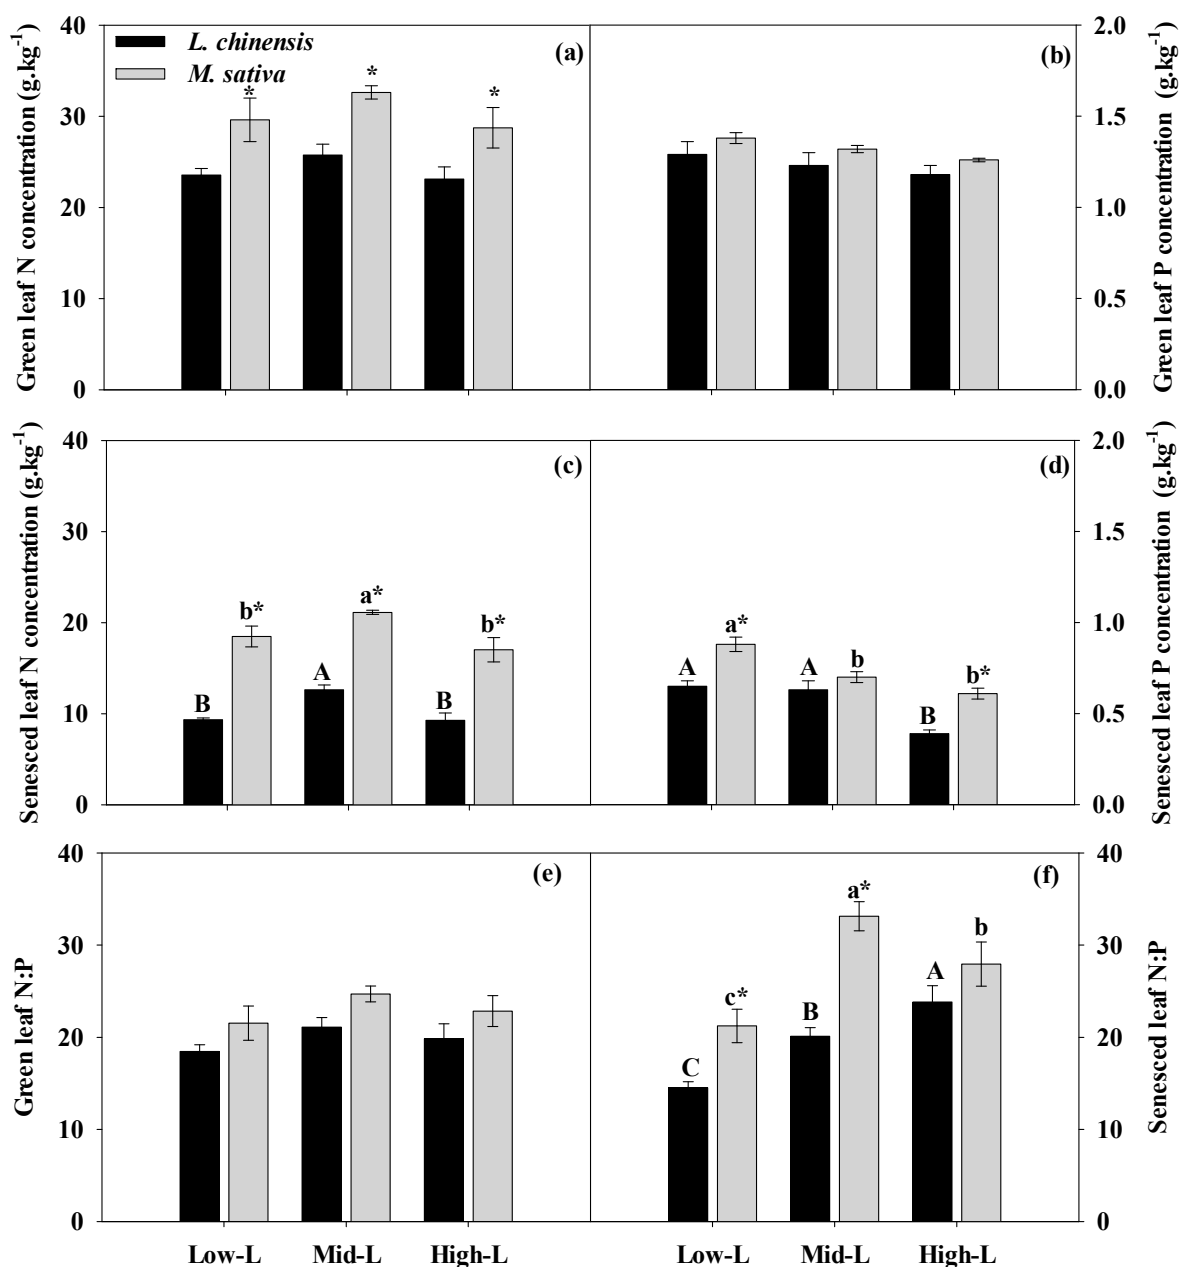 L. chinensis
M. sativa
(a)
Green leaf N concentration (g.kg-1)
40
30
20
10
0
*
*
*
(b)
Green leaf P concentration (g.kg-1)
2.0
1.5
1.0
0.5
0.0
(c)
Senesced leaf N concentration (g.kg-1)
40
30
20
10
0
B
b*
A
a*
B
b*
(d)
Senesced leaf P concentration (g.kg-1)
2.0
1.5
1.0
0.5
0.0
A
a*
A
b
B
b*
(e)
Green leaf N:P
40
30
20
10
0
Low-L
Mid-L
High-L
(f)
Senesced leaf N:P
40
30
20
10
0
C
c*
B
a*
A
b
Low-L
Mid-L
High-L